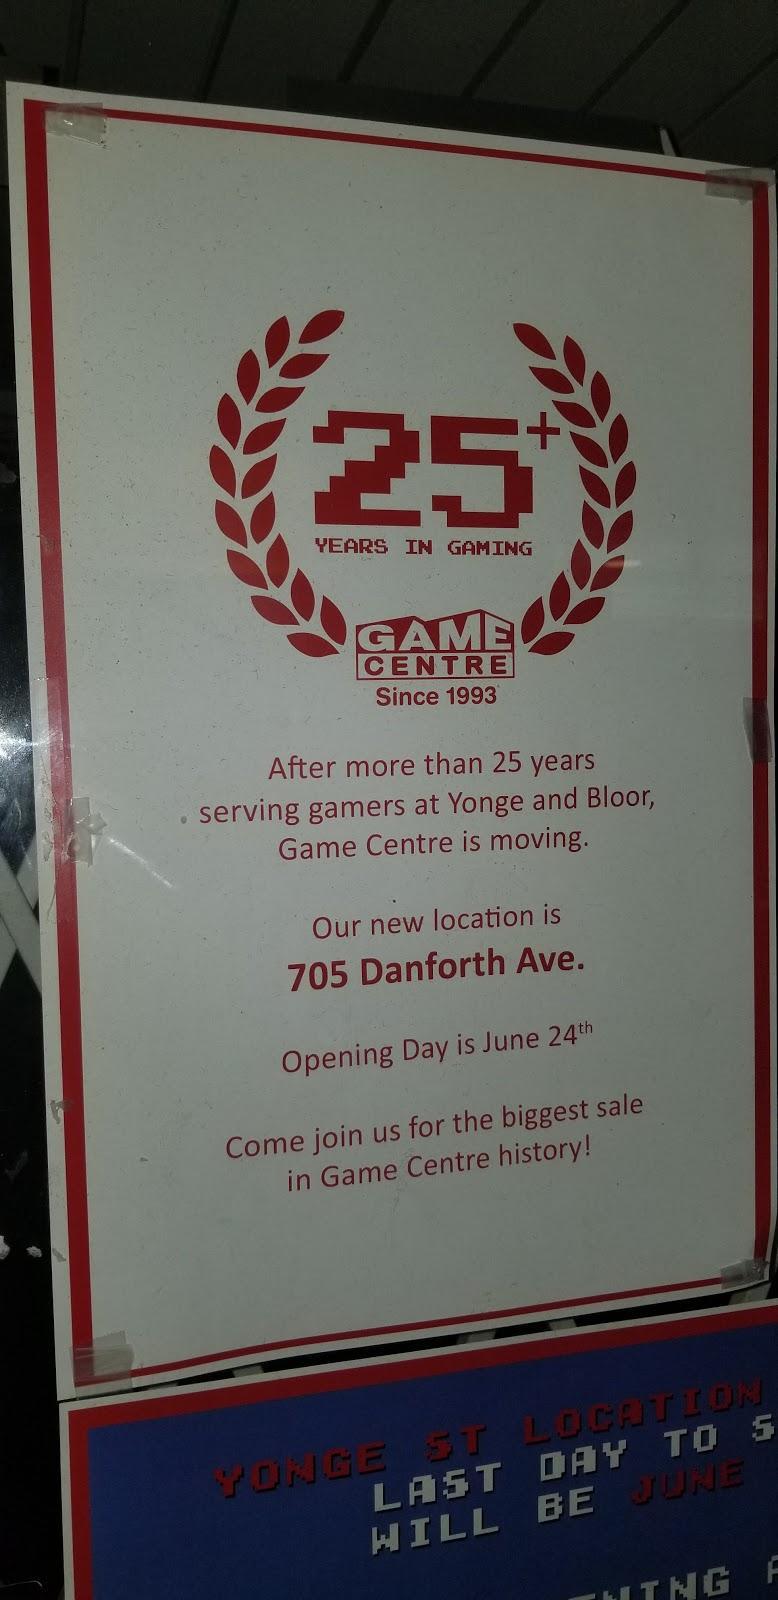 25+
YEARS IN GAMING
GAME
CENTRE
Since 1993
After more than 25 years
serving gamers at Yonge and Bloor,
Game Centre is moving.
Our new location is
705 Danforth Ave.
Opening Day is June 24th
Come join us for the biggest sale
in Game Centre history!
YONGE ST LOCATION
LAST DAY TO
WILL BE JUNE